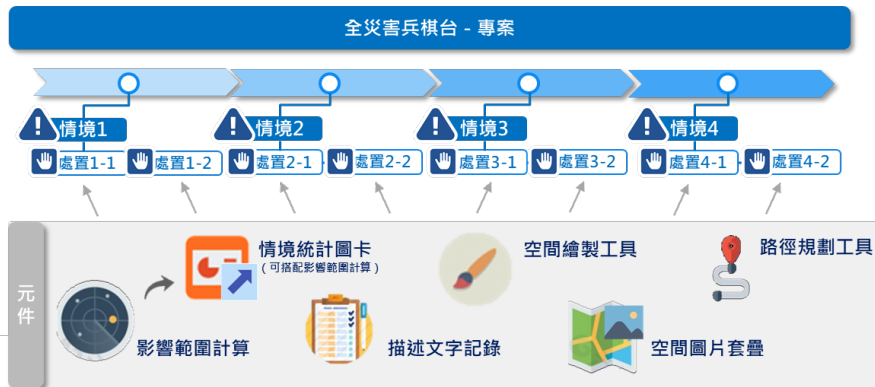 全災害兵棋台 - 專案
情境1
情境2
情境3
情境4
處置1-1
處置1-2
處置2-1
處置2-2
處置3-1
處置3-2
處置4-1
處置4-2
元件
情境統計圖卡
(可搭配影響範圍計算)
空間繪製工具
路徑規劃工具
影響範圍計算
描述文字記錄
空間圖片套疊